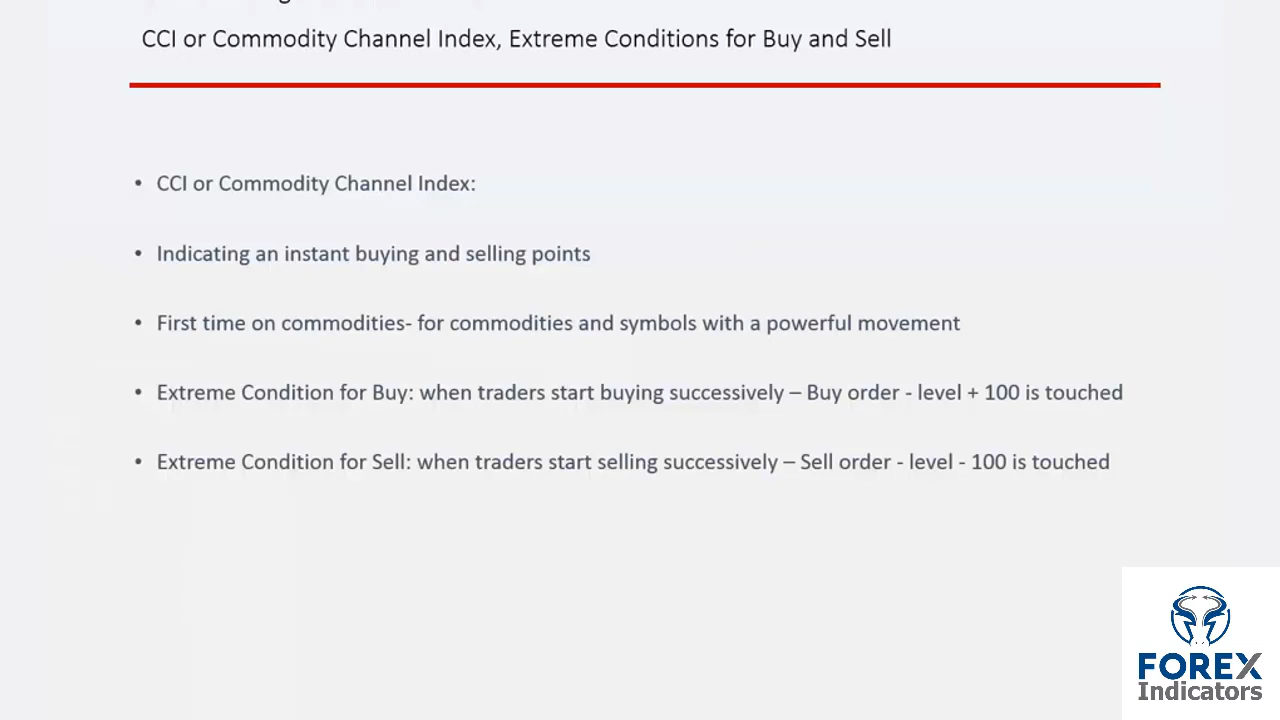 CCI or Commodity Channel Index, Extreme Conditions for Buy and Sell
• CCI or Commodity Channel Index:
• Indicating an instant buying and selling points
• First time on commodities- for commodities and symbols with a powerful movement
• Extreme Condition for Buy: when traders start buying successively – Buy order - level + 100 is touched
• Extreme Condition for Sell: when traders start selling successively – Sell order - level - 100 is touched
FOREX
Indicators